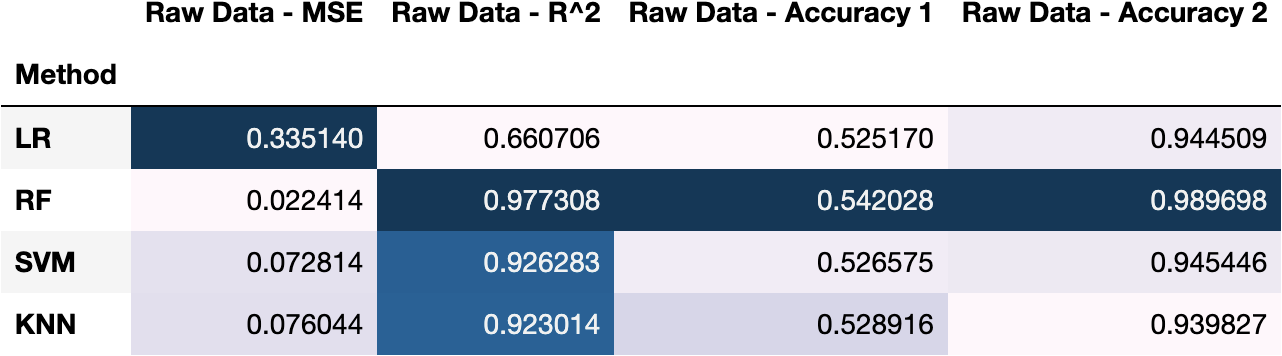 Raw Data - MSE Raw Data - R^2 Raw Data - Accuracy 1 Raw Data - Accuracy 2
Method
LR 0.335140 0.660706 0.525170 0.944509
RF 0.022414 0.977308 0.542028 0.989698
SVM 0.072814 0.926283 0.526575 0.945446
KNN 0.076044 0.923014 0.528916 0.939827